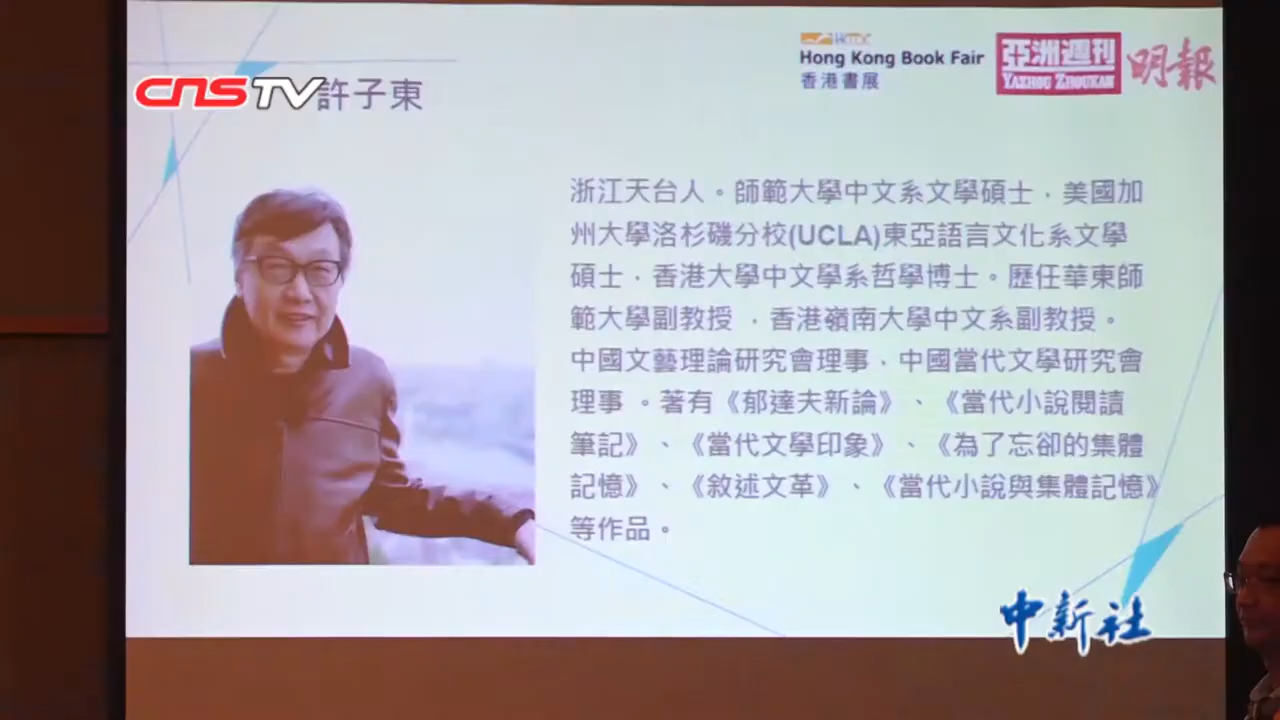 CNSTV
許子東
HKTDC
Hong Kong Book Fair
香港書展
亞洲週刊
YAZHOU ZHOUKAN
明報
浙江天台人。師範大學中文系文學碩士﹐美國加
州大學洛杉磯分校(UCLA)東亞語言文化系文學
碩士﹐香港大學中文學系哲學博士。歷任華東師
範大學副教授 ﹐香港嶺南大學中文系副教授。
中國文藝理論研究會理事﹐中國當代文學研究會
理事 。著有《郁達夫新論》、《當代小說閱讀
筆記》、《當代文學印象》、《為了忘卻的集體
記憶》、《敘述文革》、《當代小說與集體記憶》
等作品。
中新社